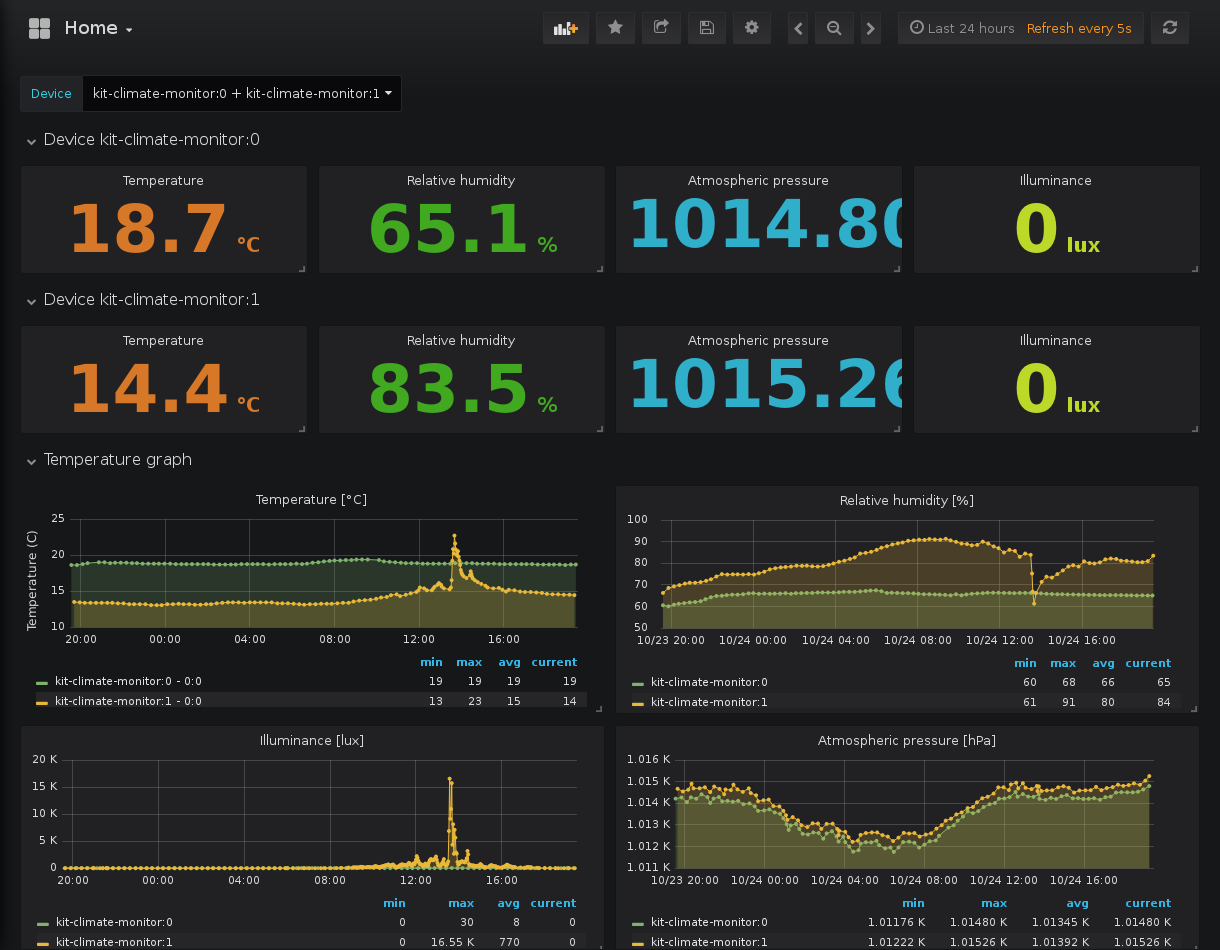 Home
Last 24 hours Refresh every 5s
Device kit-climate-monitor:0 + kit-climate-monitor:1
Device kit-climate-monitor:0
Temperature Relative humidity Atmospheric pressure Illuminance
18.7 °C 65.1 % 1014.80 0 lux
Device kit-climate-monitor:1
Temperature Relative humidity Atmospheric pressure Illuminance
14.4 °C 83.5 % 1015.26 0 lux
Temperature graph
Temperature [°C]
Temperature (C)
25
20
15
10
20:00 00:00 04:00 08:00 12:00 16:00
min max avg current
kit-climate-monitor:0 - 0:0 19 19 19 19
kit-climate-monitor:1 - 0:0 13 23 15 14
Relative humidity [%]
100
90
80
70
60
50
10/23 20:00 10/24 00:00 10/24 04:00 10/24 08:00 10/24 12:00 10/24 16:00
min max avg current
kit-climate-monitor:0 60 68 66 65
kit-climate-monitor:1 61 91 80 84
Illuminance [lux]
20 K
15 K
10 K
5 K
0
20:00 00:00 04:00 08:00 12:00 16:00
min max avg current
kit-climate-monitor:0 0 30 8 0
kit-climate-monitor:1 0 16.55 K 770 0
Atmospheric pressure [hPa]
1.016 K
1.015 K
1.014 K
1.013 K
1.012 K
1.011 K
10/23 20:00 10/24 00:00 10/24 04:00 10/24 08:00 10/24 12:00 10/24 16:00
min max avg current
kit-climate-monitor:0 1.01176 K 1.01480 K 1.01345 K 1.01480 K
kit-climate-monitor:1 1.01222 K 1.01526 K 1.01392 K 1.01526 K